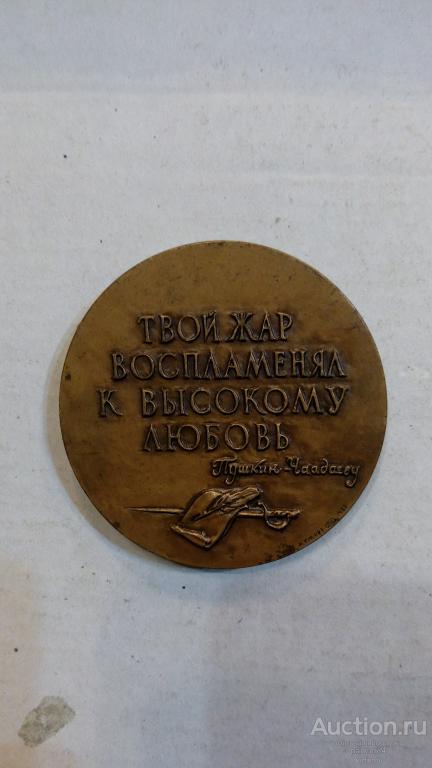 ТВОЙ ЖАР
ВОСПЛАМЕНЯЛ
К ВЫСОКОМУ
ЛЮБОВЬ
Пушкин - Чаадаеву
Auction.ru